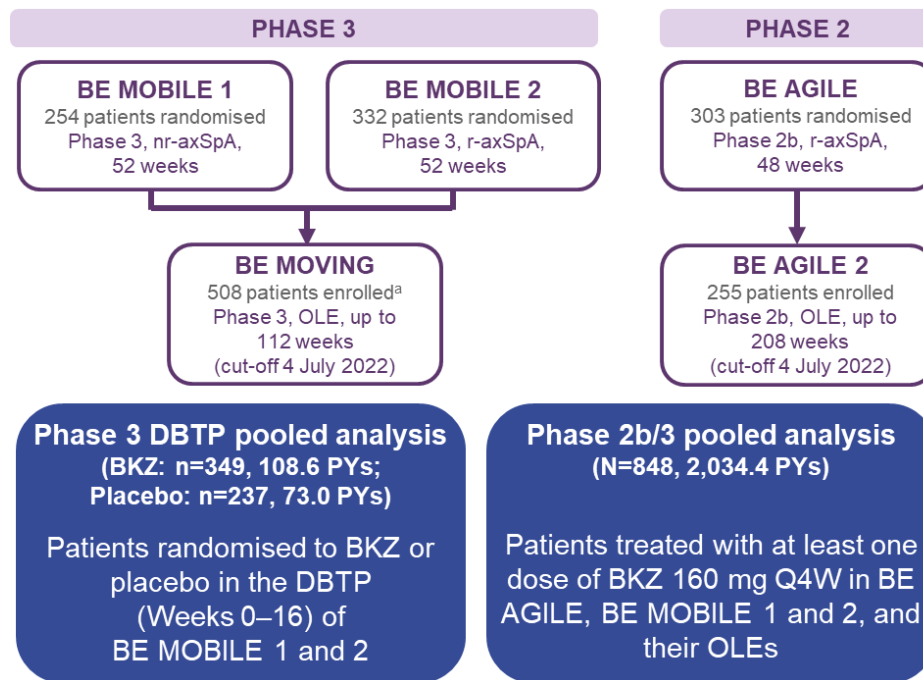 PHASE 3
PHASE 2
BE MOBILE 1
254 patients randomised
Phase 3, nr-axSpA,
52 weeks
BE MOBILE 2
332 patients randomised
Phase 3, r-axSpA,
52 weeks
BE AGILE
303 patients randomised
Phase 2b, r-axSpA,
48 weeks
BE MOVING
508 patients enrolledᵃ
Phase 3, OLE, up to
112 weeks
(cut-off 4 July 2022)
BE AGILE 2
255 patients enrolled
Phase 2b, OLE, up to
208 weeks
(cut-off 4 July 2022)
Phase 3 DBTP pooled analysis
(BKZ: n=349, 108.6 PYs;
Placebo: n=237, 73.0 PYs)
Patients randomised to BKZ or
placebo in the DBTP
(Weeks 0–16) of
BE MOBILE 1 and 2
Phase 2b/3 pooled analysis
(N=848, 2,034.4 PYs)
Patients treated with at least one
dose of BKZ 160 mg Q4W in BE
AGILE, BE MOBILE 1 and 2, and
their OLEs